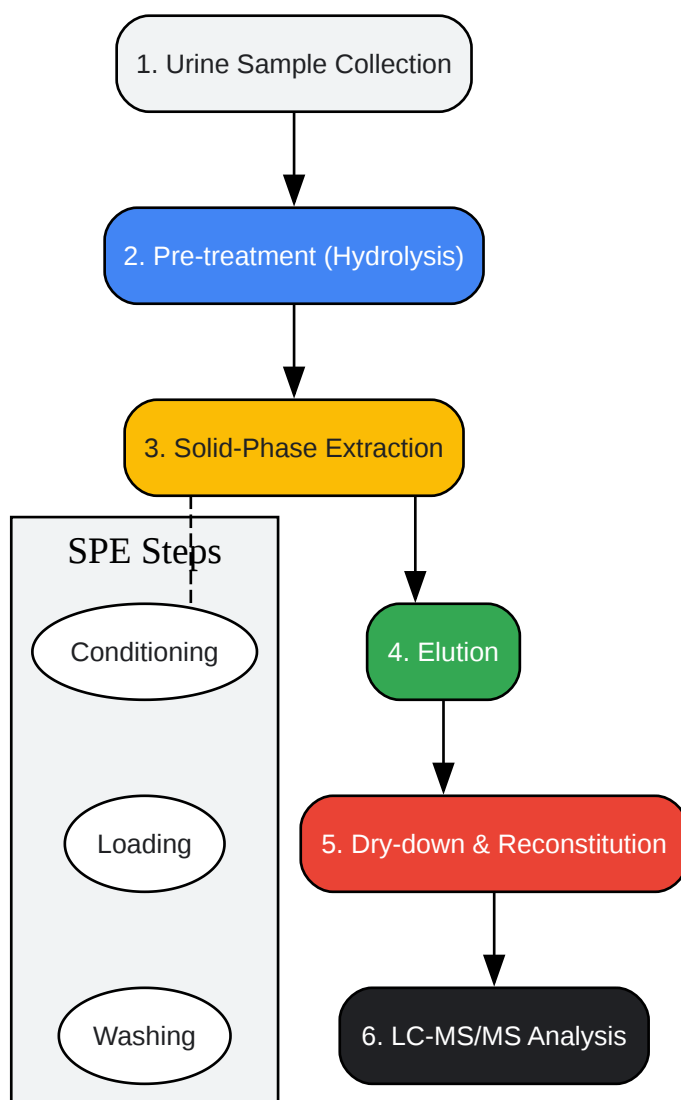 1. Urine Sample Collection
2. Pre-treatment (Hydrolysis)
3. Solid-Phase Extraction
SPE Steps
Conditioning
4. Elution
Loading
5. Dry-down & Reconstitution
Washing
6. LC-MS/MS Analysis